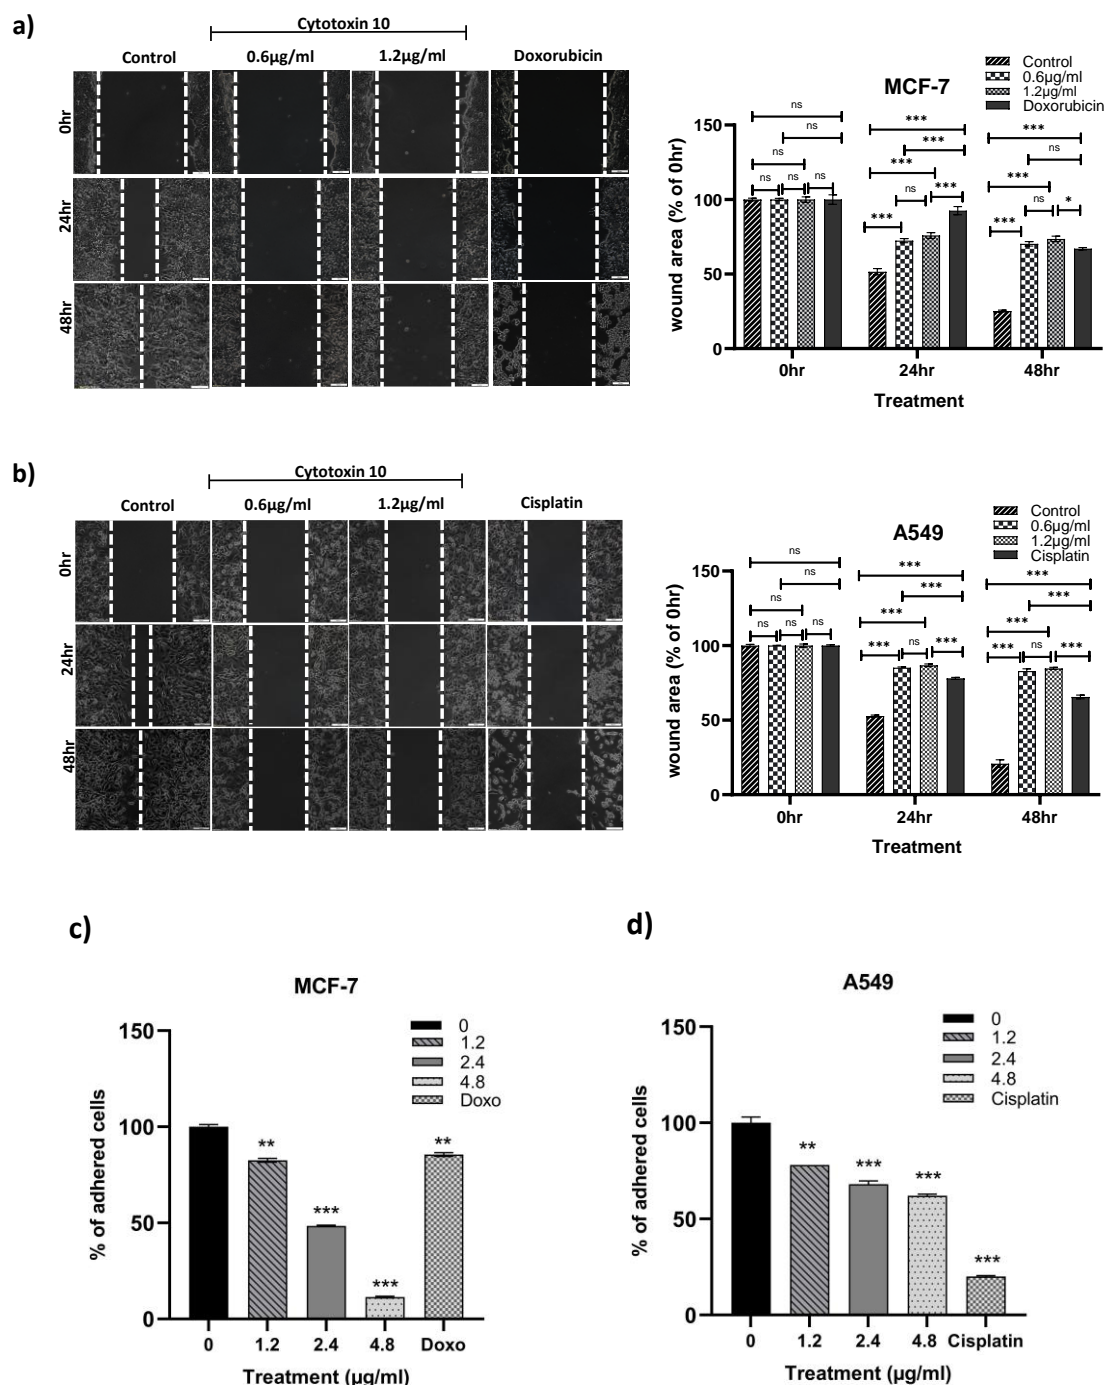 a)
Cytotoxin 10
Control 0.6µg/ml 1.2µg/ml Doxorubicin
0hr
24hr
48hr
MCF-7
Control
0.6µg/ml
1.2µg/ml
Doxorubicin
wound area (% of 0hr)
150
100
50
0
ns
ns
ns
ns ns ns
***
***
***
ns ***
***
***
ns
***
ns *
***
0hr 24hr 48hr
Treatment
b)
Cytotoxin 10
Control 0.6µg/ml 1.2µg/ml Cisplatin
0hr
24hr
48hr
A549
Control
0.6µg/ml
1.2µg/ml
Cisplatin
wound area (% of 0hr)
150
100
50
0
ns
ns
ns
ns ns ns
***
***
***
*** ns ***
***
***
***
*** ns ***
0hr 24hr 48hr
Treatment
c)
MCF-7
0
1.2
2.4
4.8
Doxo
% of adhered cells
150
100
50
0
**
***
***
**
0 1.2 2.4 4.8 Doxo
Treatment (µg/ml)
d)
A549
0
1.2
2.4
4.8
Cisplatin
% of adhered cells
150
100
50
0
**
***
***
***
0 1.2 2.4 4.8 Cisplatin
Treatment (µg/ml)